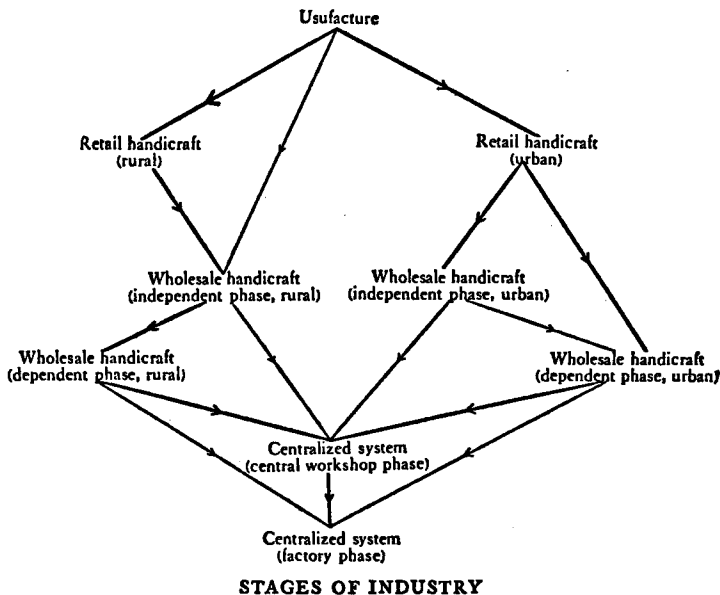 Usufacture
Retail handicraft
(rural)
Retail handicraft
(urban)
Wholesale handicraft
(independent phase, rural)
Wholesale handicraft
(independent phase, urban)
Wholesale handicraft
(dependent phase, rural)
Wholesale handicraft
(dependent phase, urban)
Centralized system
(central workshop phase)
Centralized system
(factory phase)
STAGES OF INDUSTRY